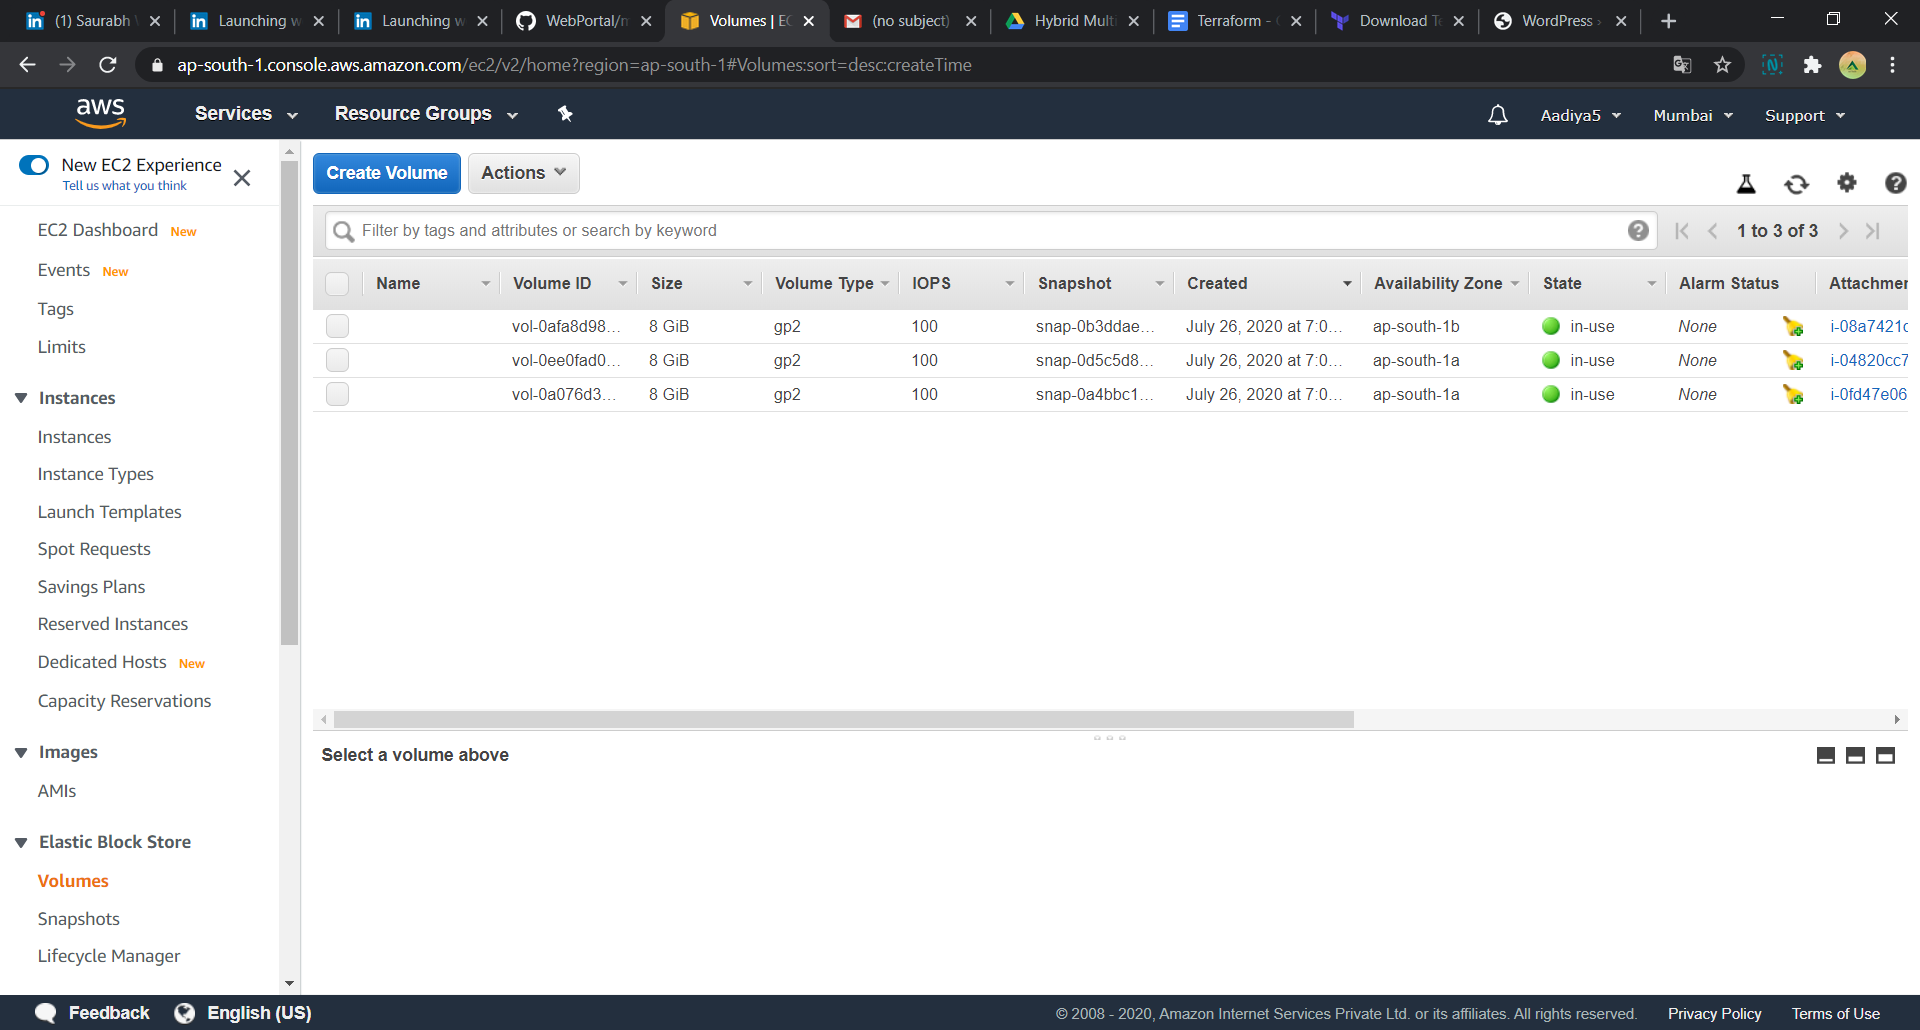 (1) Saurabh
Launching w
Launching w
WebPortal/m
Volumes | EC
(no subject)
Hybrid Mult
Terraform -
Download Te
WordPress ›
ap-south-1.console.aws.amazon.com/ec2/v2/home?region=ap-south-1#Volumes:sort=desc:createTime
aws
Services
Resource Groups
Aadiya5
Mumbai
Support
New EC2 Experience
Tell us what you think
EC2 Dashboard New
Events New
Tags
Limits
Instances
Instances
Instance Types
Launch Templates
Spot Requests
Savings Plans
Reserved Instances
Dedicated Hosts New
Capacity Reservations
Images
AMIs
Elastic Block Store
Volumes
Snapshots
Lifecycle Manager
Create Volume
Actions
Filter by tags and attributes or search by keyword
1 to 3 of 3
Name Volume ID Size Volume Type IOPS Snapshot Created Availability Zone State Alarm Status Attachmen
vol-0afa8d98... 8 GiB gp2 100 snap-0b3ddae... July 26, 2020 at 7:0... ap-south-1b in-use None i-08a7421c
vol-0ee0fad0... 8 GiB gp2 100 snap-0d5c5d8... July 26, 2020 at 7:0... ap-south-1a in-use None i-04820cc7
vol-0a076d3... 8 GiB gp2 100 snap-0a4bbc1... July 26, 2020 at 7:0... ap-south-1a in-use None i-0fd47e06
Select a volume above
Feedback
English (US)
© 2008 - 2020, Amazon Internet Services Private Ltd. or its affiliates. All rights reserved.
Privacy Policy
Terms of Use